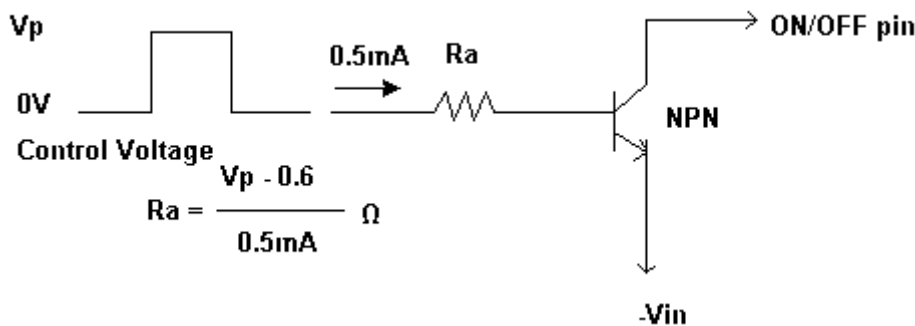 Vp
ON/OFF pin
0.5mA
Ra
0V
NPN
Control Voltage
Vp - 0.6
Ra =
Ω
0.5mA
-Vin